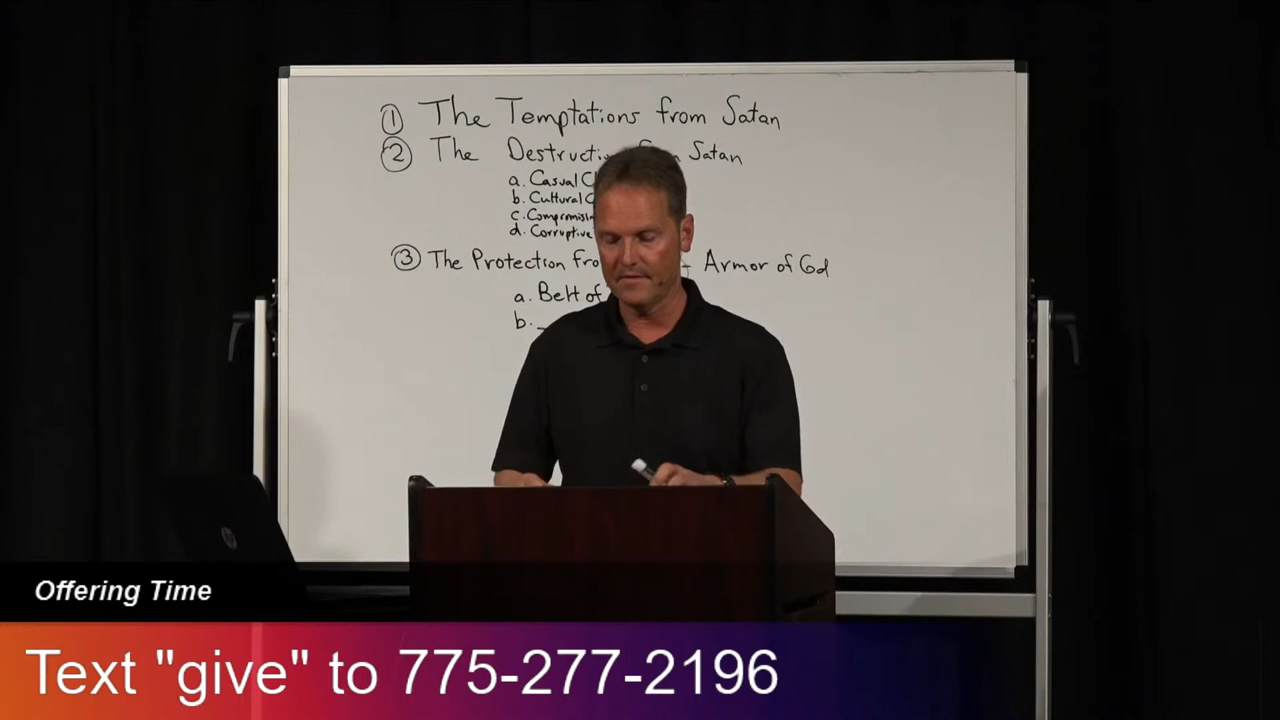 ① The Temptations from Satan
② The Destructi Satan
a. Casual C
b. Cultural C
c. Compromisin
d. Corruptive
③ The Protection fro Armor of God
a. Belt of
b.
Offering Time
Text "give" to 775-277-2196